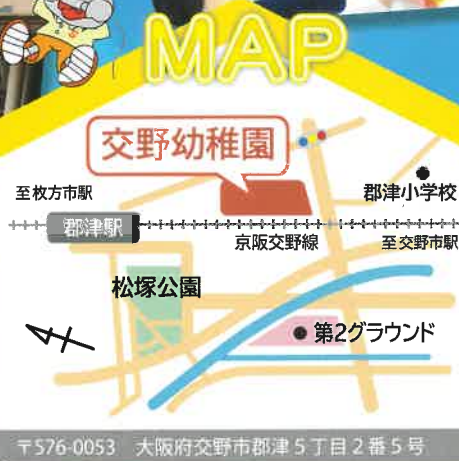 MAP
交野幼稚園
至枚方市駅
郡津小学校
郡津駅
京阪交野線
至交野市駅
松塚公園
第2グラウンド
〒576-0053 大阪府交野市郡津5丁目2番5号